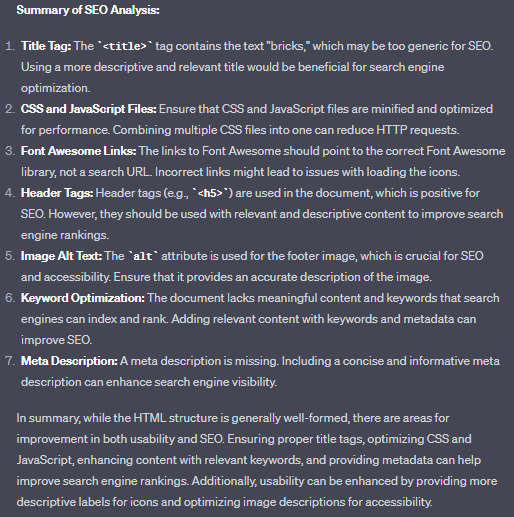 Summary of SEO Analysis:
1. Title Tag: The `<title>` tag contains the text "bricks," which may be too generic for SEO.
Using a more descriptive and relevant title would be beneficial for search engine
optimization.
2. CSS and JavaScript Files: Ensure that CSS and JavaScript files are minified and optimized
for performance. Combining multiple CSS files into one can reduce HTTP requests.
3. Font Awesome Links: The links to Font Awesome should point to the correct Font Awesome
library, not a search URL. Incorrect links might lead to issues with loading the icons.
4. Header Tags: Header tags (e.g., `<h5>`) are used in the document, which is positive for
SEO. However, they should be used with relevant and descriptive content to improve search
engine rankings.
5. Image Alt Text: The `alt` attribute is used for the footer image, which is crucial for SEO
and accessibility. Ensure that it provides an accurate description of the image.
6. Keyword Optimization: The document lacks meaningful content and keywords that search
engines can index and rank. Adding relevant content with keywords and metadata can
improve SEO.
7. Meta Description: A meta description is missing. Including a concise and informative meta
description can enhance search engine visibility.
In summary, while the HTML structure is generally well-formed, there are areas for
improvement in both usability and SEO. Ensuring proper title tags, optimizing CSS and
JavaScript, enhancing content with relevant keywords, and providing metadata can help
improve search engine rankings. Additionally, usability can be enhanced by providing more
descriptive labels for icons and optimizing image descriptions for accessibility.